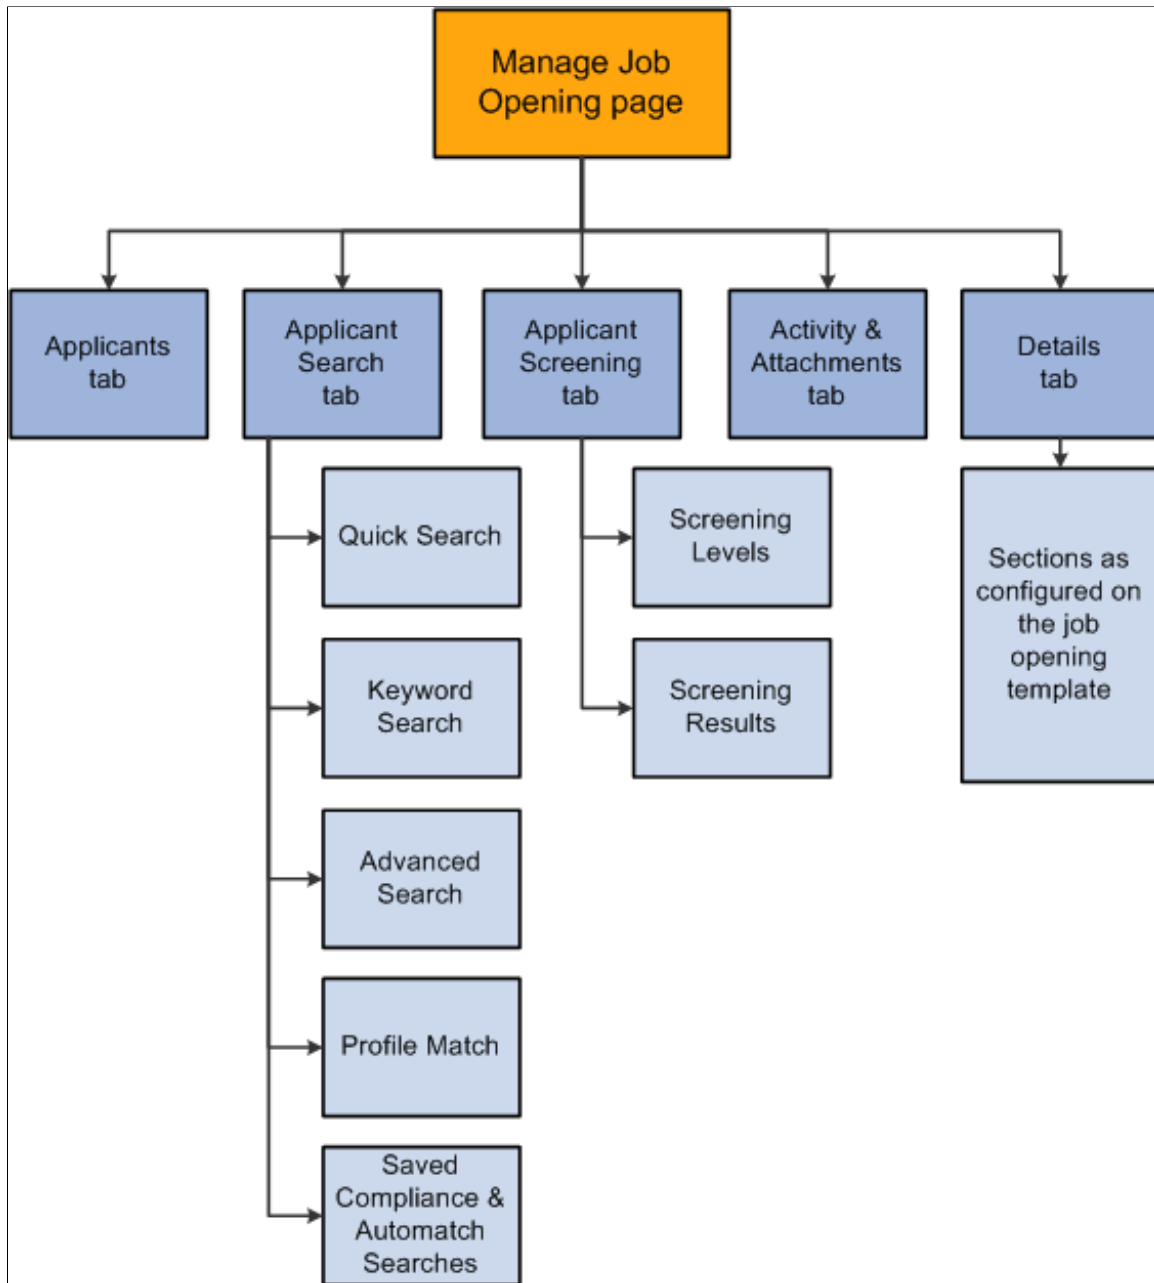 Manage Job
Opening page
Applicants
tab
Applicant
Search
tab
Applicant
Screening
tab
Activity &
Attachments
tab
Details
tab
Quick Search
Keyword
Search
Advanced
Search
Profile Match
Saved
Compliance &
Automatch
Searches
Screening
Levels
Screening
Results
Sections as
configured on
the job
opening
template